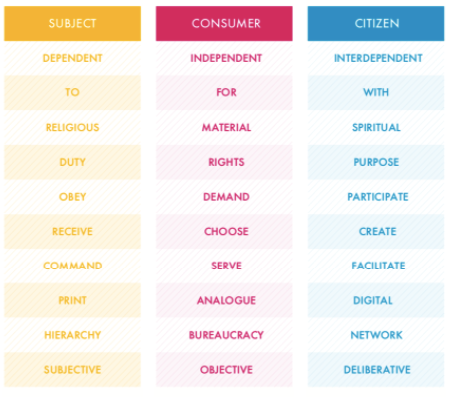 SUBJECT CONSUMER CITIZEN
DEPENDENT INDEPENDENT INTERDEPENDENT
TO FOR WITH
RELIGIOUS MATERIAL SPIRITUAL
DUTY RIGHTS PURPOSE
OBEY DEMAND PARTICIPATE
RECEIVE CHOOSE CREATE
COMMAND SERVE FACILITATE
PRINT ANALOGUE DIGITAL
HIERARCHY BUREAUCRACY NETWORK
SUBJECTIVE OBJECTIVE DELIBERATIVE